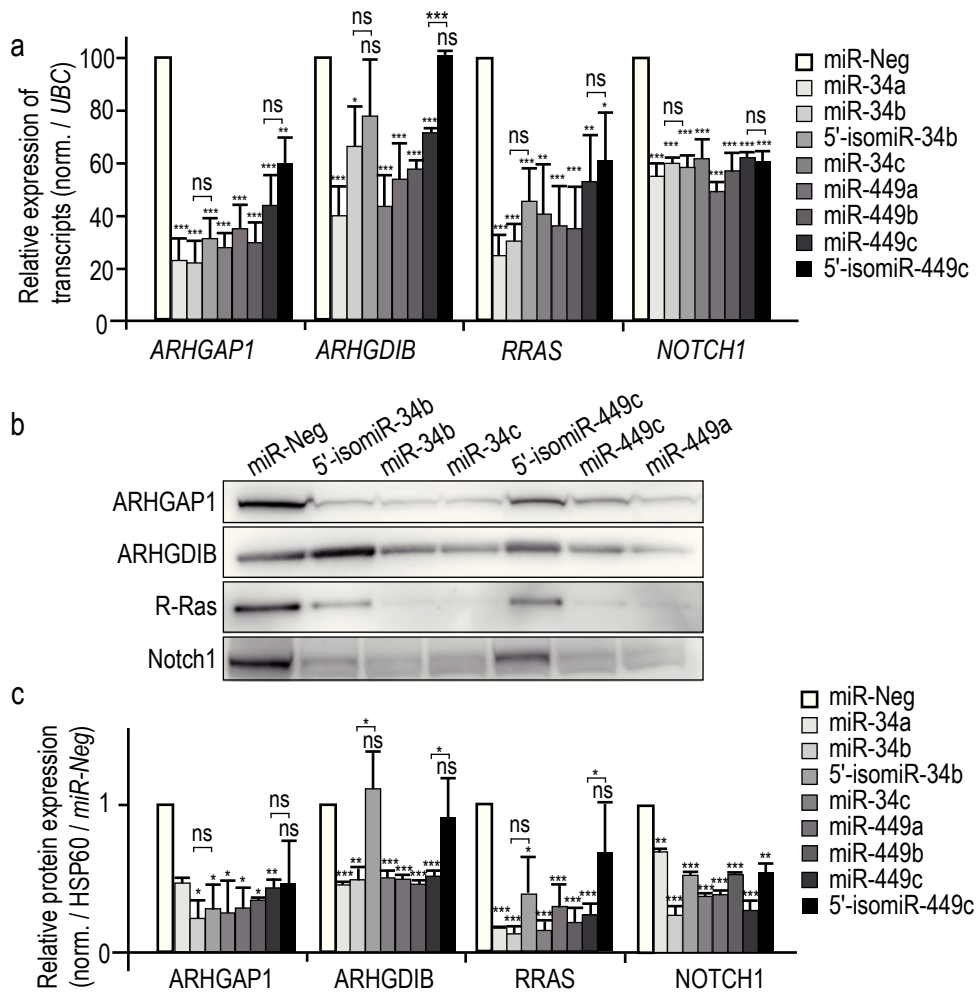 a
Relative expression of
transcripts (norm. / UBC)
100
80
60
40
20
0
ns
ns
***
ns
ns
ns
ns
ns
ns
ns
*** *** *** *** *** *** *** **
*** * *** *** *** ***
*** *** *** ** *** *** ** *
*** *** *** *** *** *** *** ***
ARHGAP1
ARHGDIB
RRAS
NOTCH1
miR-Neg
miR-34a
miR-34b
5'-isomiR-34b
miR-34c
miR-449a
miR-449b
miR-449c
5'-isomiR-449c
b
miR-Neg
5'-isomiR-34b
miR-34b
miR-34c
5'-isomiR-449c
miR-449c
miR-449a
ARHGAP1
ARHGDIB
R-Ras
Notch1
c
Relative protein expression
(norm. / HSP60 / miR-Neg)
1
0
ns
ns
ns
*
ns
*
ns
ns
*
ns
* * * * * **
*** ** *** *** *** ***
*** *** * *** *** *** ***
** *** *** *** *** *** *** **
ARHGAP1
ARHGDIB
RRAS
NOTCH1
miR-Neg
miR-34a
miR-34b
5'-isomiR-34b
miR-34c
miR-449a
miR-449b
miR-449c
5'-isomiR-449c